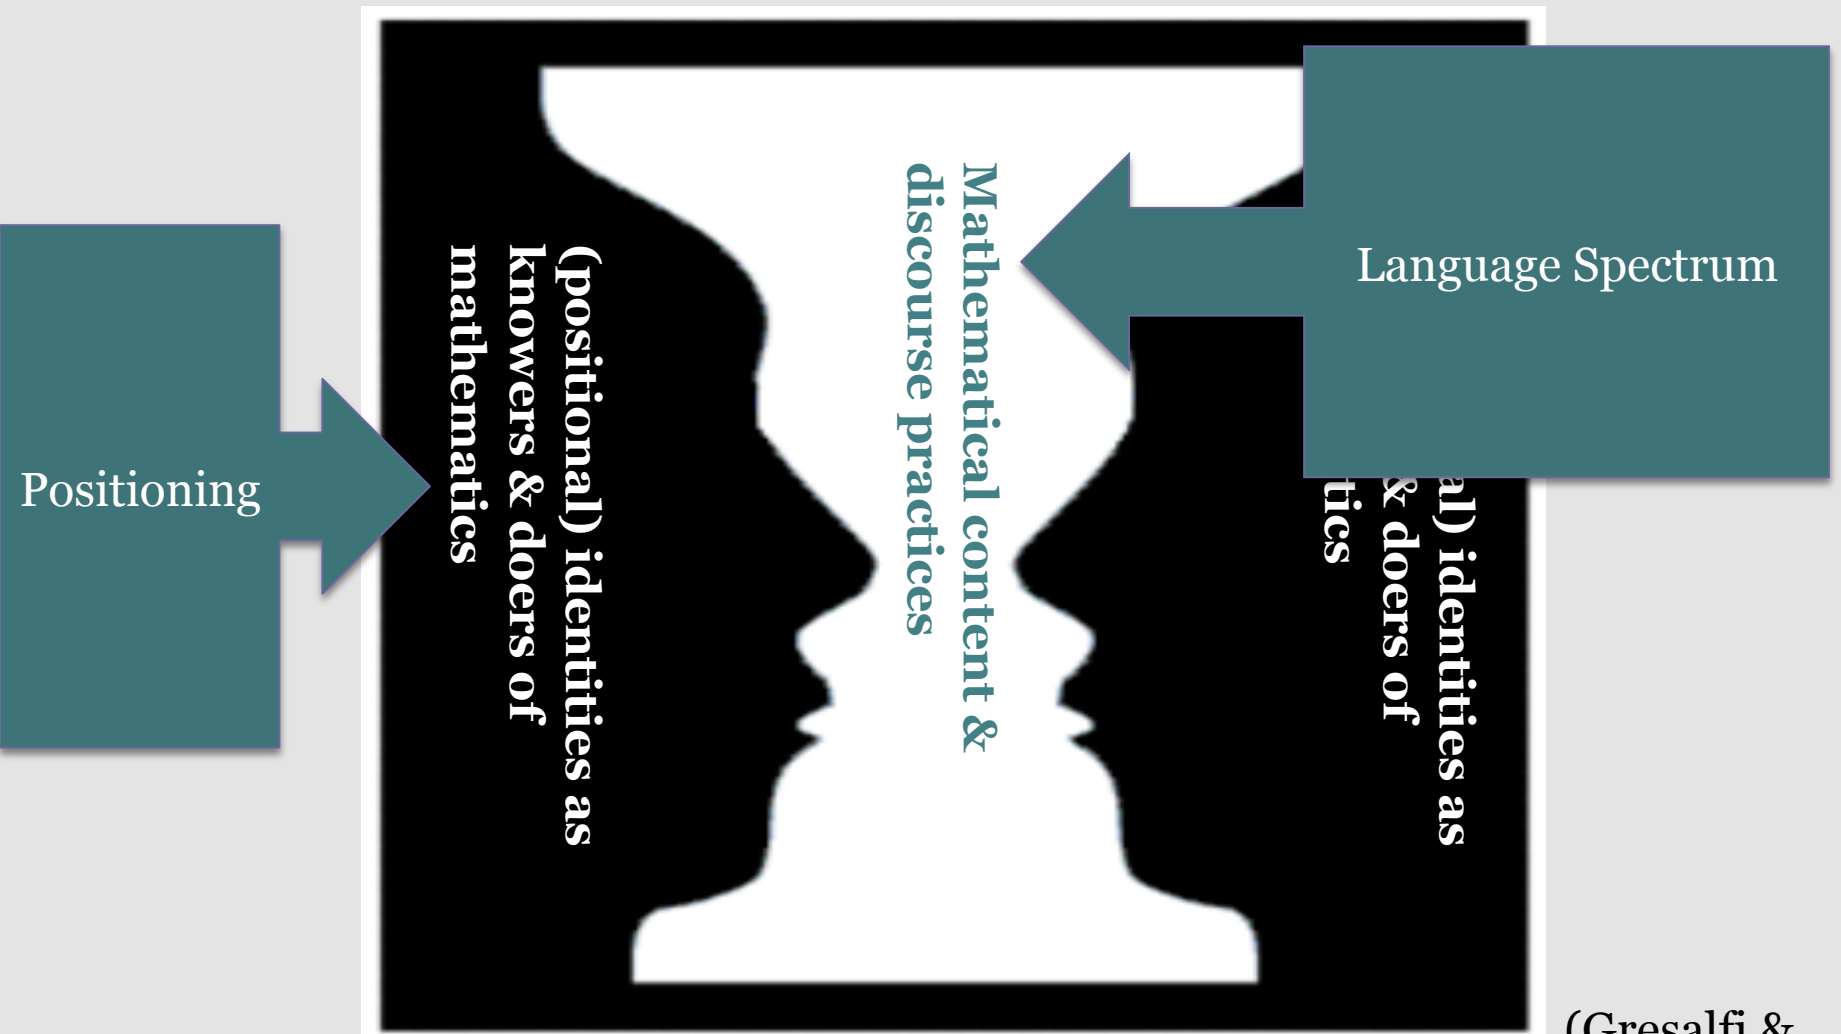 Positioning
(positional) identities as
knowers & doers of
mathematics
Mathematical content &
discourse practices
Language Spectrum
al) identities as
& doers of
tics
(Gresalfi &